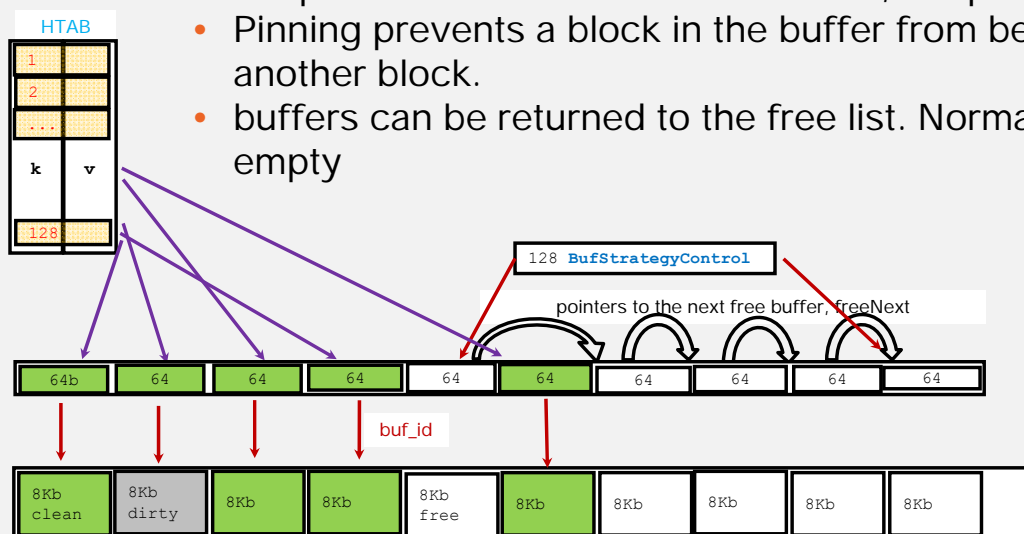 HTAB
• Pinning prevents a block in the buffer from be
another block.
• buffers can be returned to the free list. Norma
empty
1
2
...
k v
128
128 BufStrategyControl
pointers to the next free buffer, freeNext
64b 64 64 64 64 64 64 64 64 64
buf_id
8Kb 8Kb 8Kb 8Kb 8Kb 8Kb 8Kb 8Kb 8Kb 8Kb
clean dirty free